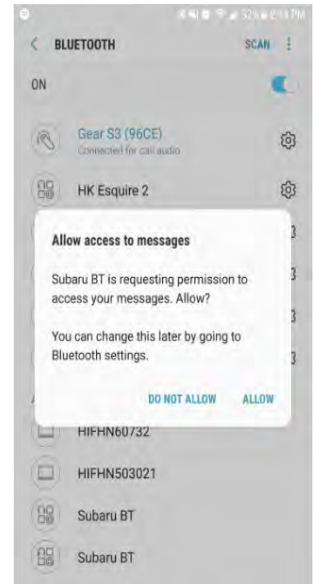 BLUETOOTH
SCAN
ON
Gear S3 (96CE)
Connected for call audio
HK Esquire 2
Allow access to messages
Subaru BT is requesting permission to
access your messages. Allow?
You can change this later by going to
Bluetooth settings.
DO NOT ALLOW ALLOW
HIFHN60732
HIFHN503021
Subaru BT
Subaru BT